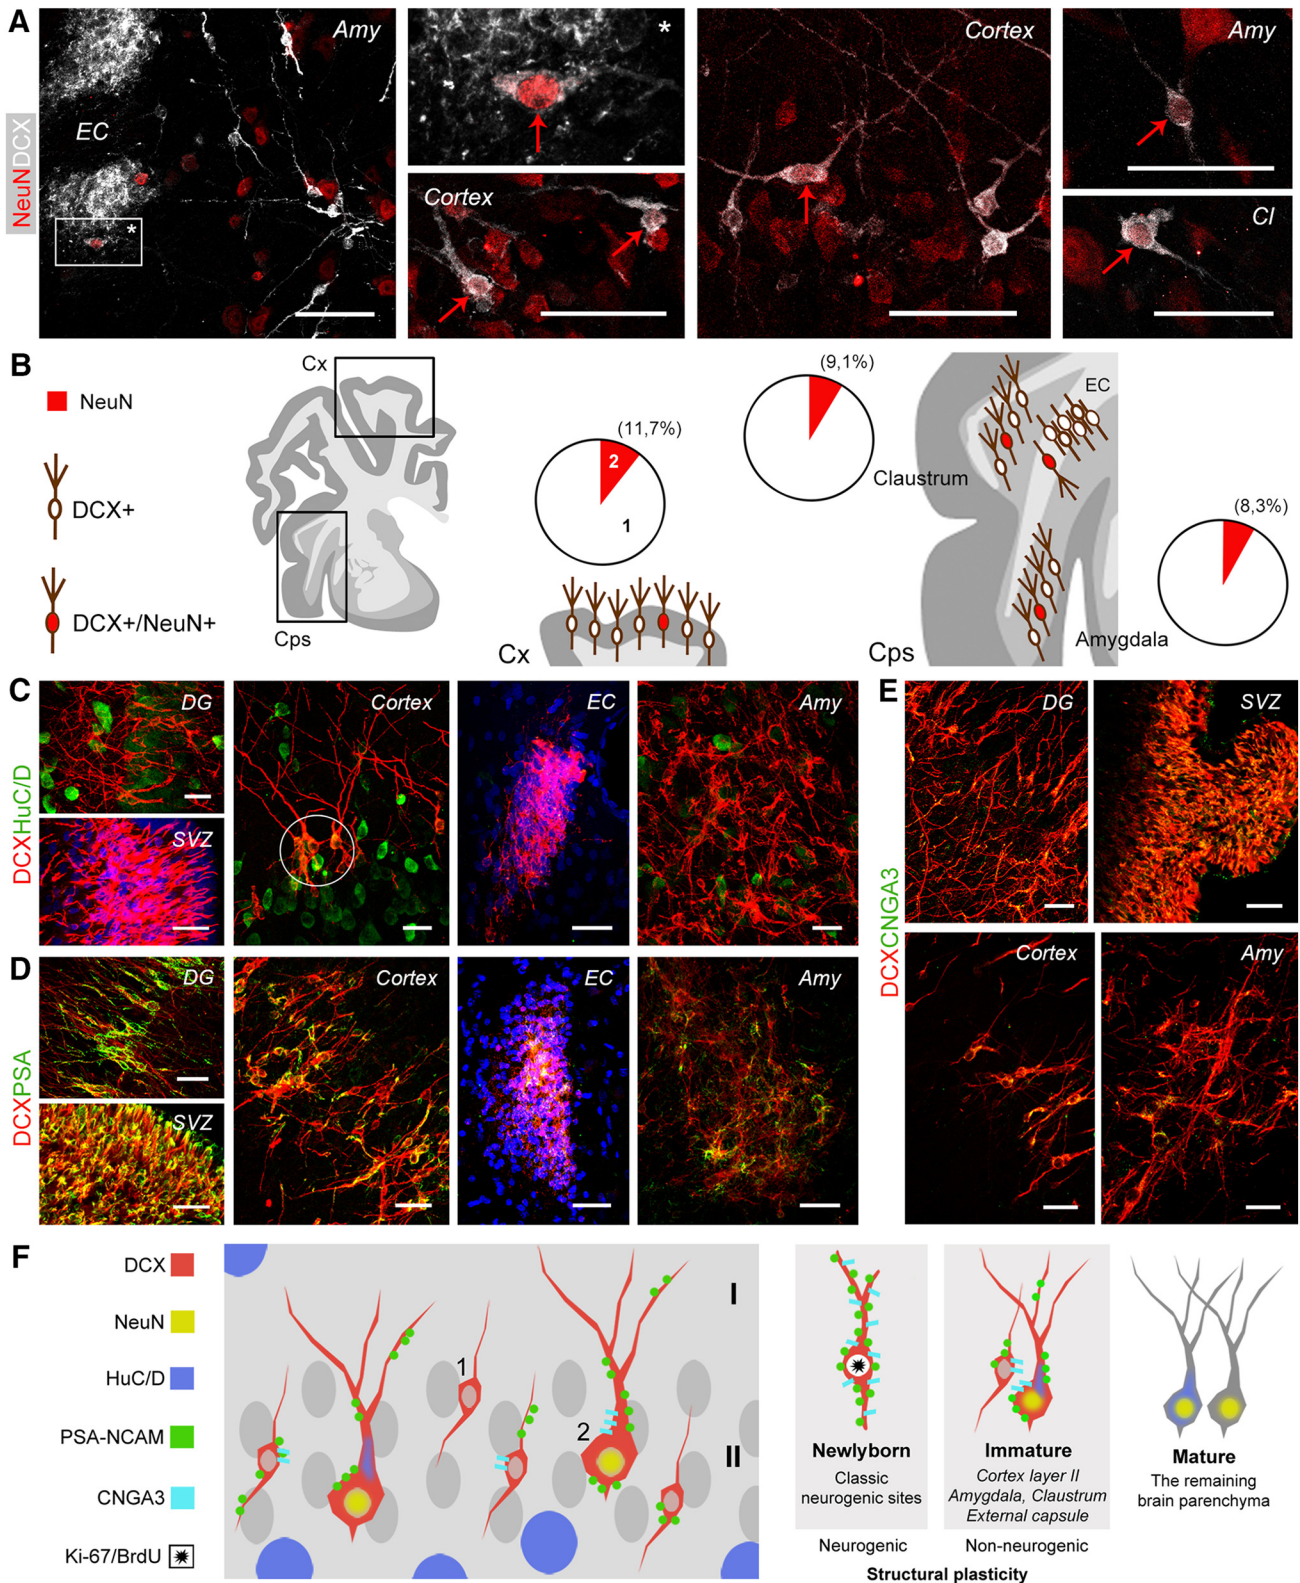 A
NeuNDCX
Amy
EC
*
*
Cortex
Cortex
Amy
Cl
B
NeuN
DCX+
DCX+/NeuN+
Cx
Cps
(11,7%)
2
1
Cx
(9,1%)
Claustrum
EC
(8,3%)
Amygdala
Cps
C
DCXHuC/D
DG
SVZ
Cortex
EC
Amy
D
DCXPSA
DG
SVZ
Cortex
EC
Amy
E
DCXCNGA3
DG
SVZ
Cortex
Amy
F
DCX
NeuN
HuC/D
PSA-NCAM
CNGA3
Ki-67/BrdU
1
2
I
II
Newlyborn
Classic
neurogenic sites
Neurogenic
Immature
Cortex layer II
Amygdala, Claustrum
External capsule
Non-neurogenic
Mature
The remaining
brain parenchyma
Structural plasticity